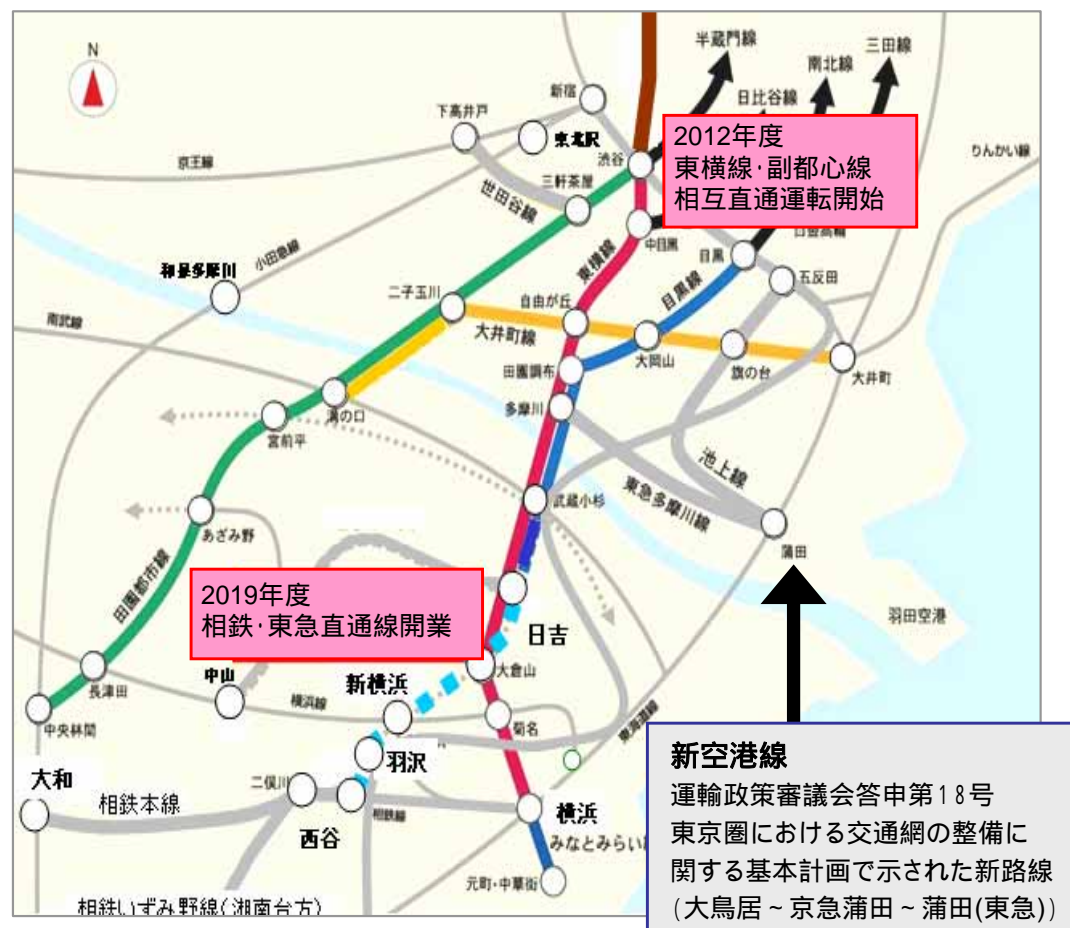 N
半蔵門線
三田線
南北線
日比谷線
新宿
下高井戸
東北沢
りんかい線
京王線
渋谷
2012年度
東横線･副都心線
相互直通運転開始
三軒茶屋
世田谷線
中目黒
目黒
五反田
東横線
目黒線
小田急線
和泉多摩川
二子玉川
自由が丘
南武線
大井町線
大岡山
旗の台
大井町
田園調布
多摩川
溝の口
宮前平
池上線
東急多摩川線
武蔵小杉
あざみ野
蒲田
田園都市線
2019年度
相鉄･東急直通線開業
羽田空港
日吉
大倉山
中山
新横浜
長津田
横浜線
菊名
東海道線
中央林間
羽沢
大和
二俣川
相鉄本線
相鉄線
横浜
西谷
元町・中華街
相鉄いずみ野線(湘南台方)
新空港線
運輸政策審議会答申第18号
東京圏における交通網の整備に
関する基本計画で示された新路線
(大鳥居～京急蒲田～蒲田(東急))